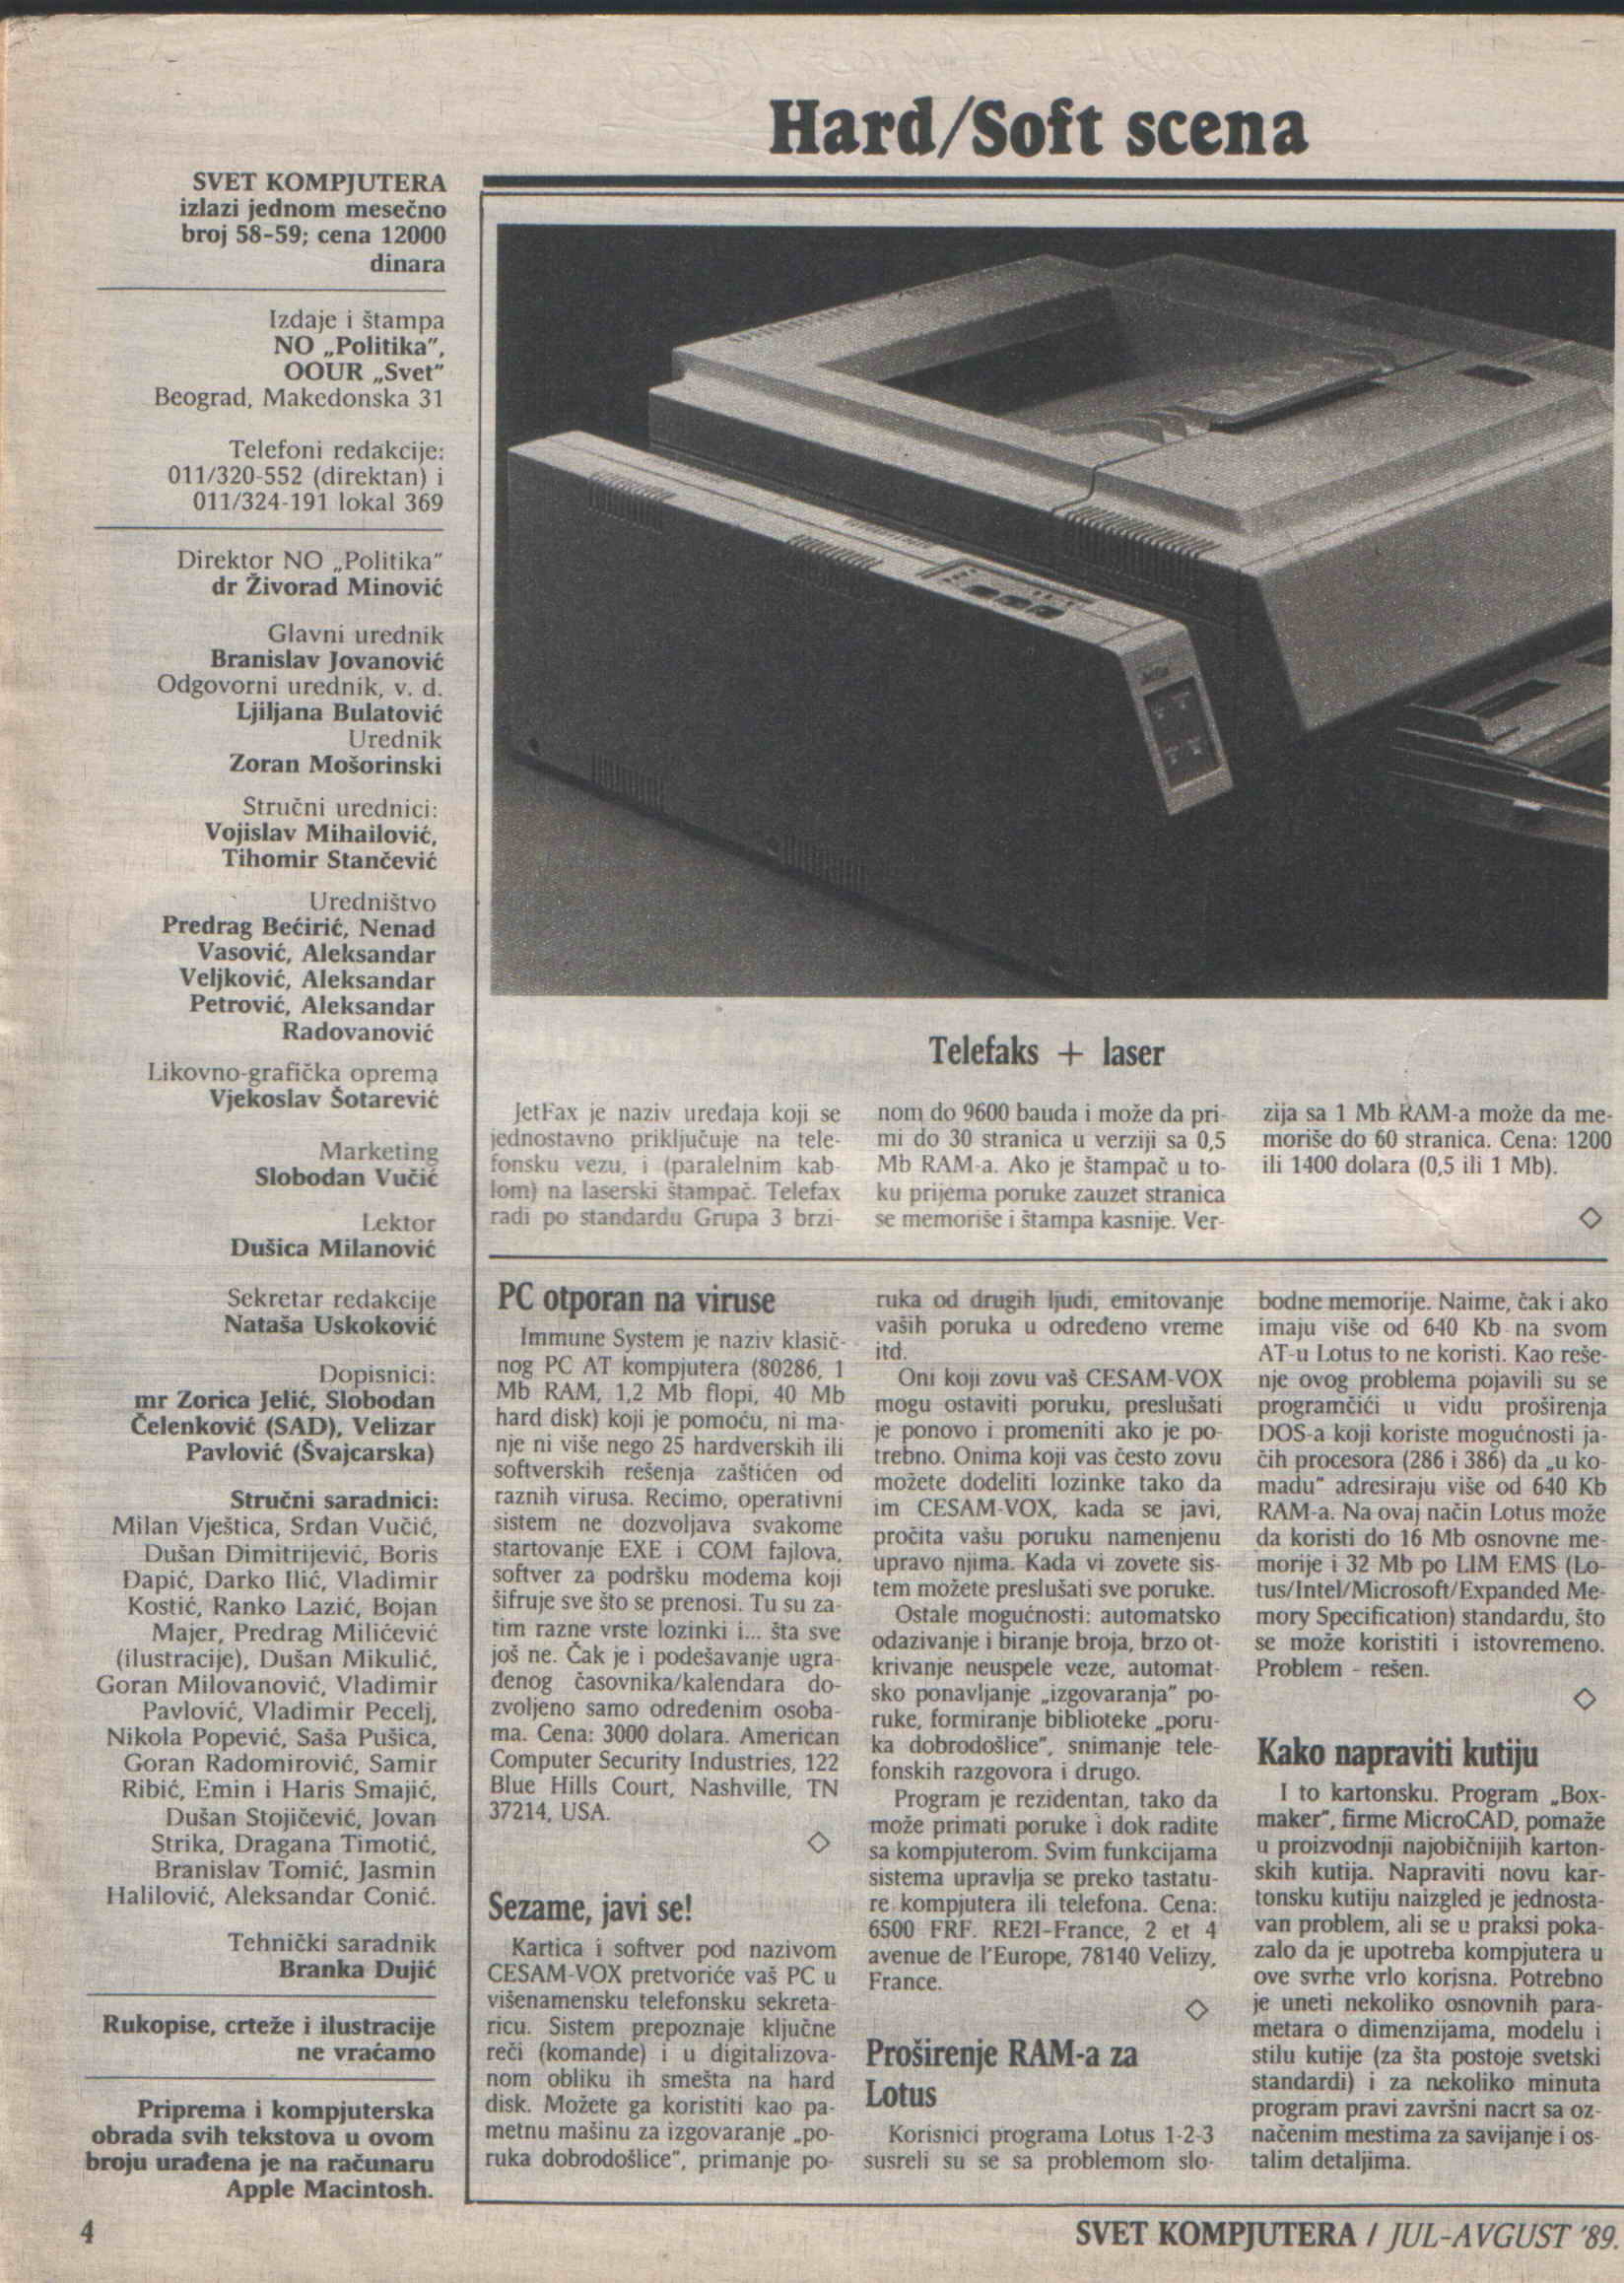 Hard/Soft scena
SVET KOMPJUTERA
izlazi jednom mesečno
broj 58-59; cena 12000
dinara
Izdaje i štampa
NO „Politika”,
OOUR „Svet”
Beograd, Makedonska 31
Telefoni redakcije:
011/320-552 (direktan) i
011/324-191 lokal 369
Direktor NO „Politika”
dr Živorad Minović
Glavni urednik
Branislav Jovanović
Odgovorni urednik, v. d.
Ljiljana Bulatović
Urednik
Zoran Mošorinski
Stručni urednici:
Vojislav Mihailović,
Tihomir Stančević
Uredništvo
Predrag Bećirić, Nenad
Vasović, Aleksandar
Veljković, Aleksandar
Petrović, Aleksandar
Radovanović
Likovno-grafička oprema
Vjekoslav Šotarević
Marketing
Slobodan Vučić
Lektor
Dušica Milanović
Sekretar redakcije
Nataša Uskoković
Dopisnici:
mr Zorica Jelić, Slobodan
Čelenković (SAD), Velizar
Pavlović (Švajcarska)
Stručni saradnici:
Milan Vještica, Srđan Vučić,
Dušan Dimitrijević, Boris
Đapić, Darko Ilić, Vladimir
Kostić, Ranko Lazić, Bojan
Majer, Predrag Milićević
(ilustracije), Dušan Mikulić,
Goran Milovanović, Vladimir
Pavlović, Vladimir Pecelj,
Nikola Popević, Saša Pušica,
Goran Radomirović, Samir
Ribić, Emin i Haris Smajić,
Dušan Stojičević, Jovan
Strika, Dragana Timotić,
Branislav Tomić, Jasmin
Halilović, Aleksandar Conić.
Tehnički saradnik
Branka Dujić
Rukopise, crteže i ilustracije
ne vraćamo
Priprema i kompjuterska
obrada svih tekstova u ovom
broju urađena je na računaru
Apple Macintosh.
Telefaks + laser
JetFax je naziv uređaja koji se
jednostavno priključuje na tele-
fonsku vezu, i (paralelnim kab-
lom) na laserski štampač. Telefax
radi po standardu Grupa 3 brzi-
nom do 9600 bauda i može da pri-
mi do 30 stranica u verziji sa 0,5
Mb RAM-a. Ako je štampač u to-
ku prijema poruke zauzet stranica
se memoriše i štampa kasnije. Ver-
zija sa 1 Mb RAM-a može da me-
moriše do 60 stranica. Cena: 1200
ili 1400 dolara (0,5 ili 1 Mb).
PC otporan na viruse
Immune System je naziv klasič-
nog PC AT kompjutera (80286, 1
Mb RAM, 1,2 Mb flopi, 40 Mb
hard disk) koji je pomoću, ni ma-
nje ni više nego 25 hardverskih ili
softverskih rešenja zaštićen od
raznih virusa. Recimo, operativni
sistem ne dozvoljava svakome
startovanje EXE i COM fajlova,
softver za podršku modema koji
šifruje sve što se prenosi. Tu su za-
tim razne vrste lozinki i... šta sve
još ne. Čak je i podešavanje ugra-
đenog časovnika/kalendara do-
zvoljeno samo određenim osoba-
ma. Cena: 3000 dolara. American
Computer Security Industries, 122
Blue Hills Court, Nashville, TN
37214, USA.
Sezame, javi se!
Kartica i softver pod nazivom
CESAM-VOX pretvoriće vaš PC u
višenamensku telefonsku sekreta-
ricu. Sistem prepoznaje ključne
reči (komande) i u digitalizova-
nom obliku ih smešta na hard
disk. Možete ga koristiti kao pa-
metnu mašinu za izgovaranje „po-
ruka dobrodošlice”, primanje po-
ruka od drugih ljudi, emitovanje
vaših poruka u određeno vreme
itd.
Oni koji zovu vaš CESAM-VOX
mogu ostaviti poruku, preslušati
je ponovo i promeniti ako je po-
trebno. Onima koji vas često zovu
možete dodeliti lozinke tako da
im CESAM-VOX, kada se javi,
pročita vašu poruku namenjenu
upravo njima. Kada vi zovete sis-
tem možete preslušati sve poruke.
Ostale mogućnosti: automatsko
odazivanje i biranje broja, brzo ot-
krivanje neuspele veze, automat-
sko ponavljanje „izgovaranja” po-
ruke, formiranje biblioteke „poru-
ka dobrodošlice”, snimanje tele-
fonskih razgovora i drugo.
Program je rezidentan, tako da
može primati poruke i dok radite
sa kompjuterom. Svim funkcijama
sistema upravlja se preko tastatu-
re kompjutera ili telefona. Cena:
6500 FRF. RE2I-France, 2 et 4
avenue de l'Europe, 78140 Velizy,
France.
Proširenje RAM-a za
Lotus
Korisnici programa Lotus 1-2-3
susreli su se sa problemom slo-
bodne memorije. Naime, čak i ako
imaju više od 640 Kb na svom
AT-u Lotus to ne koristi. Kao reše-
nje ovog problema pojavili su se
programčići u vidu proširenja
DOS-a koji koriste mogućnosti ja-
čih procesora (286 i 386) da „u ko-
madu” adresiraju više od 640 Kb
RAM-a. Na ovaj način Lotus može
da koristi do 16 Mb osnovne me-
morije i 32 Mb po LIM EMS (Lo-
tus/Intel/Microsoft/Expanded Me-
mory Specification) standardu, što
se može koristiti i istovremeno.
Problem - rešen.
Kako napraviti kutiju
I to kartonsku. Program „Box-
maker”, firme MicroCAD, pomaže
u proizvodnji najobičnijih karton-
skih kutija. Napraviti novu kar-
tonsku kutiju naizgled je jednosta-
van problem, ali se u praksi poka-
zalo da je upotreba kompjutera u
ove svrhe vrlo korisna. Potrebno
je uneti nekoliko osnovnih para-
metara o dimenzijama, modelu i
stilu kutije (za šta postoje svetski
standardi) i za nekoliko minuta
program pravi završni nacrt sa oz-
načenim mestima za savijanje i os-
talim detaljima.
4
SVET KOMPJUTERA / JUL-AVGUST '89.